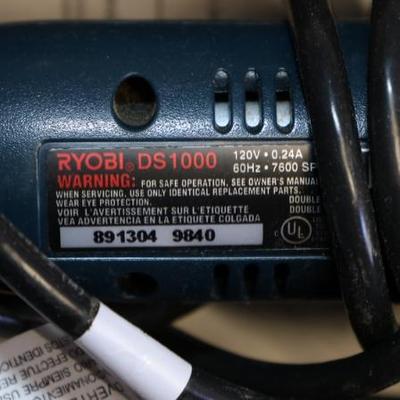 RYOBI® DS1000 120V • 0.24A
60Hz • 7600 SP
WARNING: FOR SAFE OPERATION, SEE OWNER'S MANUAL
WHEN SERVICING, USE ONLY IDENTICAL REPLACEMENT PARTS.
WEAR EYE PROTECTION.
VOIR L'AVERTISSEMENT SUR L'ETIQUETTE
VEA ADVERTENCIA EN LA ETIQUETE COLGADA
DOUBLE
DOUBLE
891304 9840
C UL